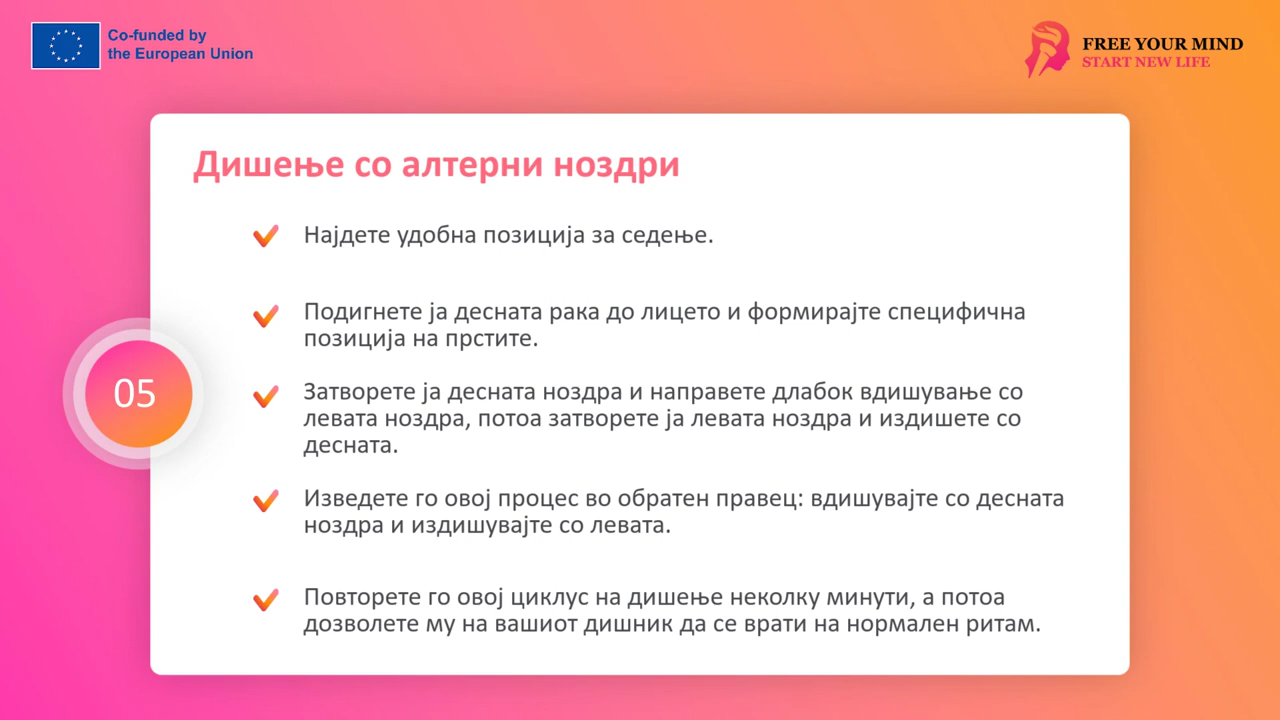 Co-funded by
the European Union
FREE YOUR MIND
START NEW LIFE
Дишење со алтерни ноздри
Најдете удобна позиција за седење.
Подигнете ја десната рака до лицето и формирајте специфична
позиција на прстите.
Затворете ја десната ноздра и направете длабок вдишување со
левата ноздра, потоа затворете ја левата ноздра и издишете со
десната.
05
Изведете го овој процес во обратен правец: вдишувајте со десната
ноздра и издишувајте со левата.
Повторете го овој циклус на дишење неколку минути, а потоа
дозволете му на вашиот дишник да се врати на нормален ритам.